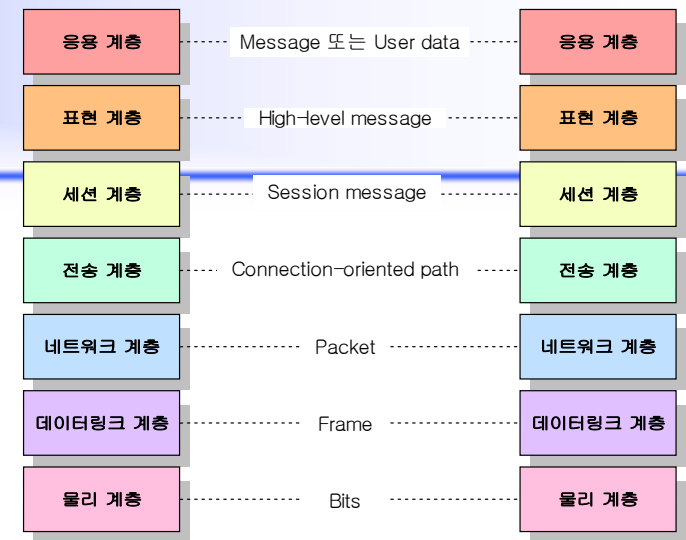 응용 계층 Message 또는 User data 응용 계층
표현 계층 High-level message 표현 계층
세션 계층 Session message 세션 계층
전송 계층 Connection-oriented path 전송 계층
네트워크 계층 Packet 네트워크 계층
데이터링크 계층 Frame 데이터링크 계층
물리 계층 Bits 물리 계층